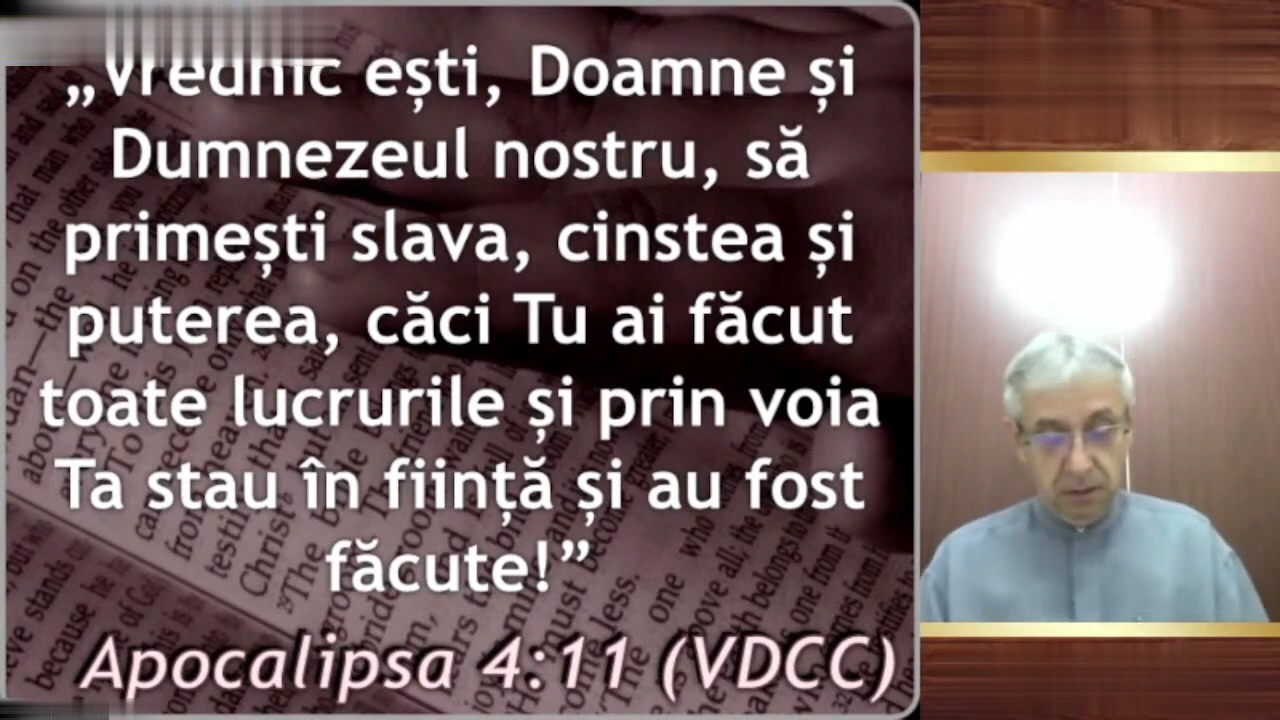 „Vrednic ești, Doamne și
Dumnezeul nostru, să
primești slava, cinstea și
puterea, căci Tu ai făcut
toate lucrurile și prin voia
Ta stau în ființă și au fost
făcute!”
Apocalipsa 4:11 (VDCC)